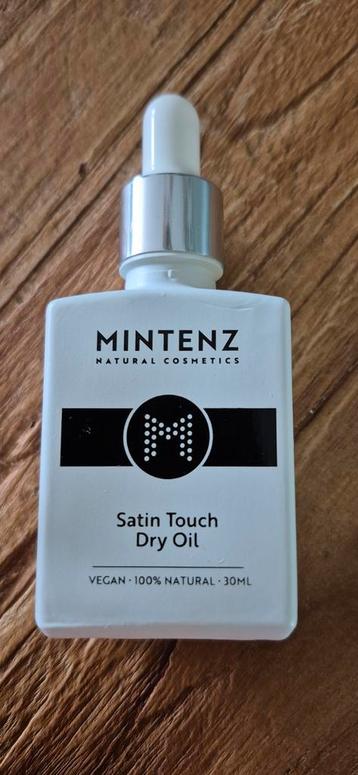 MINTENZ
NATURAL COSMETICS
M
Satin Touch
Dry Oil
VEGAN · 100% NATURAL · 30ML